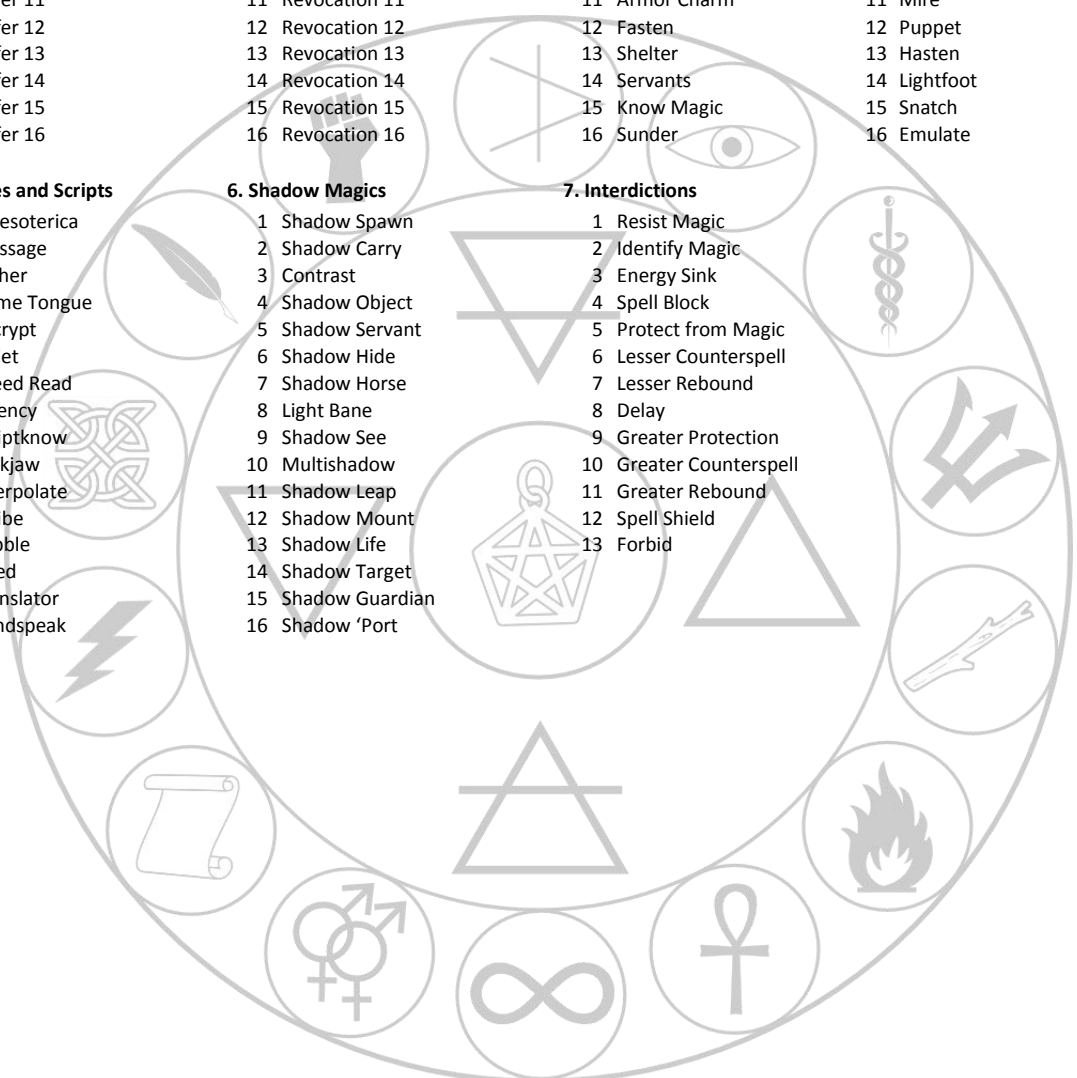 fer 11
fer 12
fer 13
fer 14
fer 15
fer 16
11 Revocation 11
12 Revocation 12
13 Revocation 13
14 Revocation 14
15 Revocation 15
16 Revocation 16
11 Armor Charm
12 Fasten
13 Shelter
14 Servants
15 Know Magic
16 Sunder
11 Mire
12 Puppet
13 Hasten
14 Lightfoot
15 Snatch
16 Emulate
es and Scripts
esoterica
ssage
her
me Tongue
crypt
et
eed Read
ency
iptknow
kjaw
erpolate
ibe
bble
ed
nslator
ndspeak
6. Shadow Magics
1 Shadow Spawn
2 Shadow Carry
3 Contrast
4 Shadow Object
5 Shadow Servant
6 Shadow Hide
7 Shadow Horse
8 Light Bane
9 Shadow See
10 Multishadow
11 Shadow Leap
12 Shadow Mount
13 Shadow Life
14 Shadow Target
15 Shadow Guardian
16 Shadow ‘Port
7. Interdictions
1 Resist Magic
2 Identify Magic
3 Energy Sink
4 Spell Block
5 Protect from Magic
6 Lesser Counterspell
7 Lesser Rebound
8 Delay
9 Greater Protection
10 Greater Counterspell
11 Greater Rebound
12 Spell Shield
13 Forbid